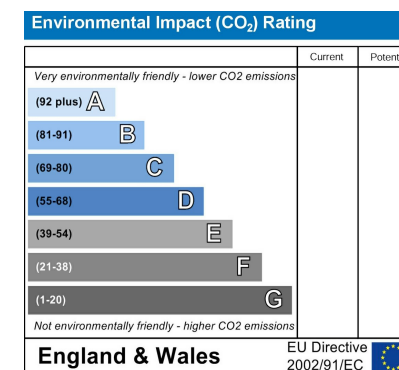 Environmental Impact (CO₂) Rating
Current Potent
Very environmentally friendly - lower CO2 emissions
(92 plus) A
(81-91) B
(69-80) C
(55-68) D
(39-54) E
(21-38) F
(1-20) G
Not environmentally friendly - higher CO2 emissions
England & Wales
EU Directive
2002/91/EC